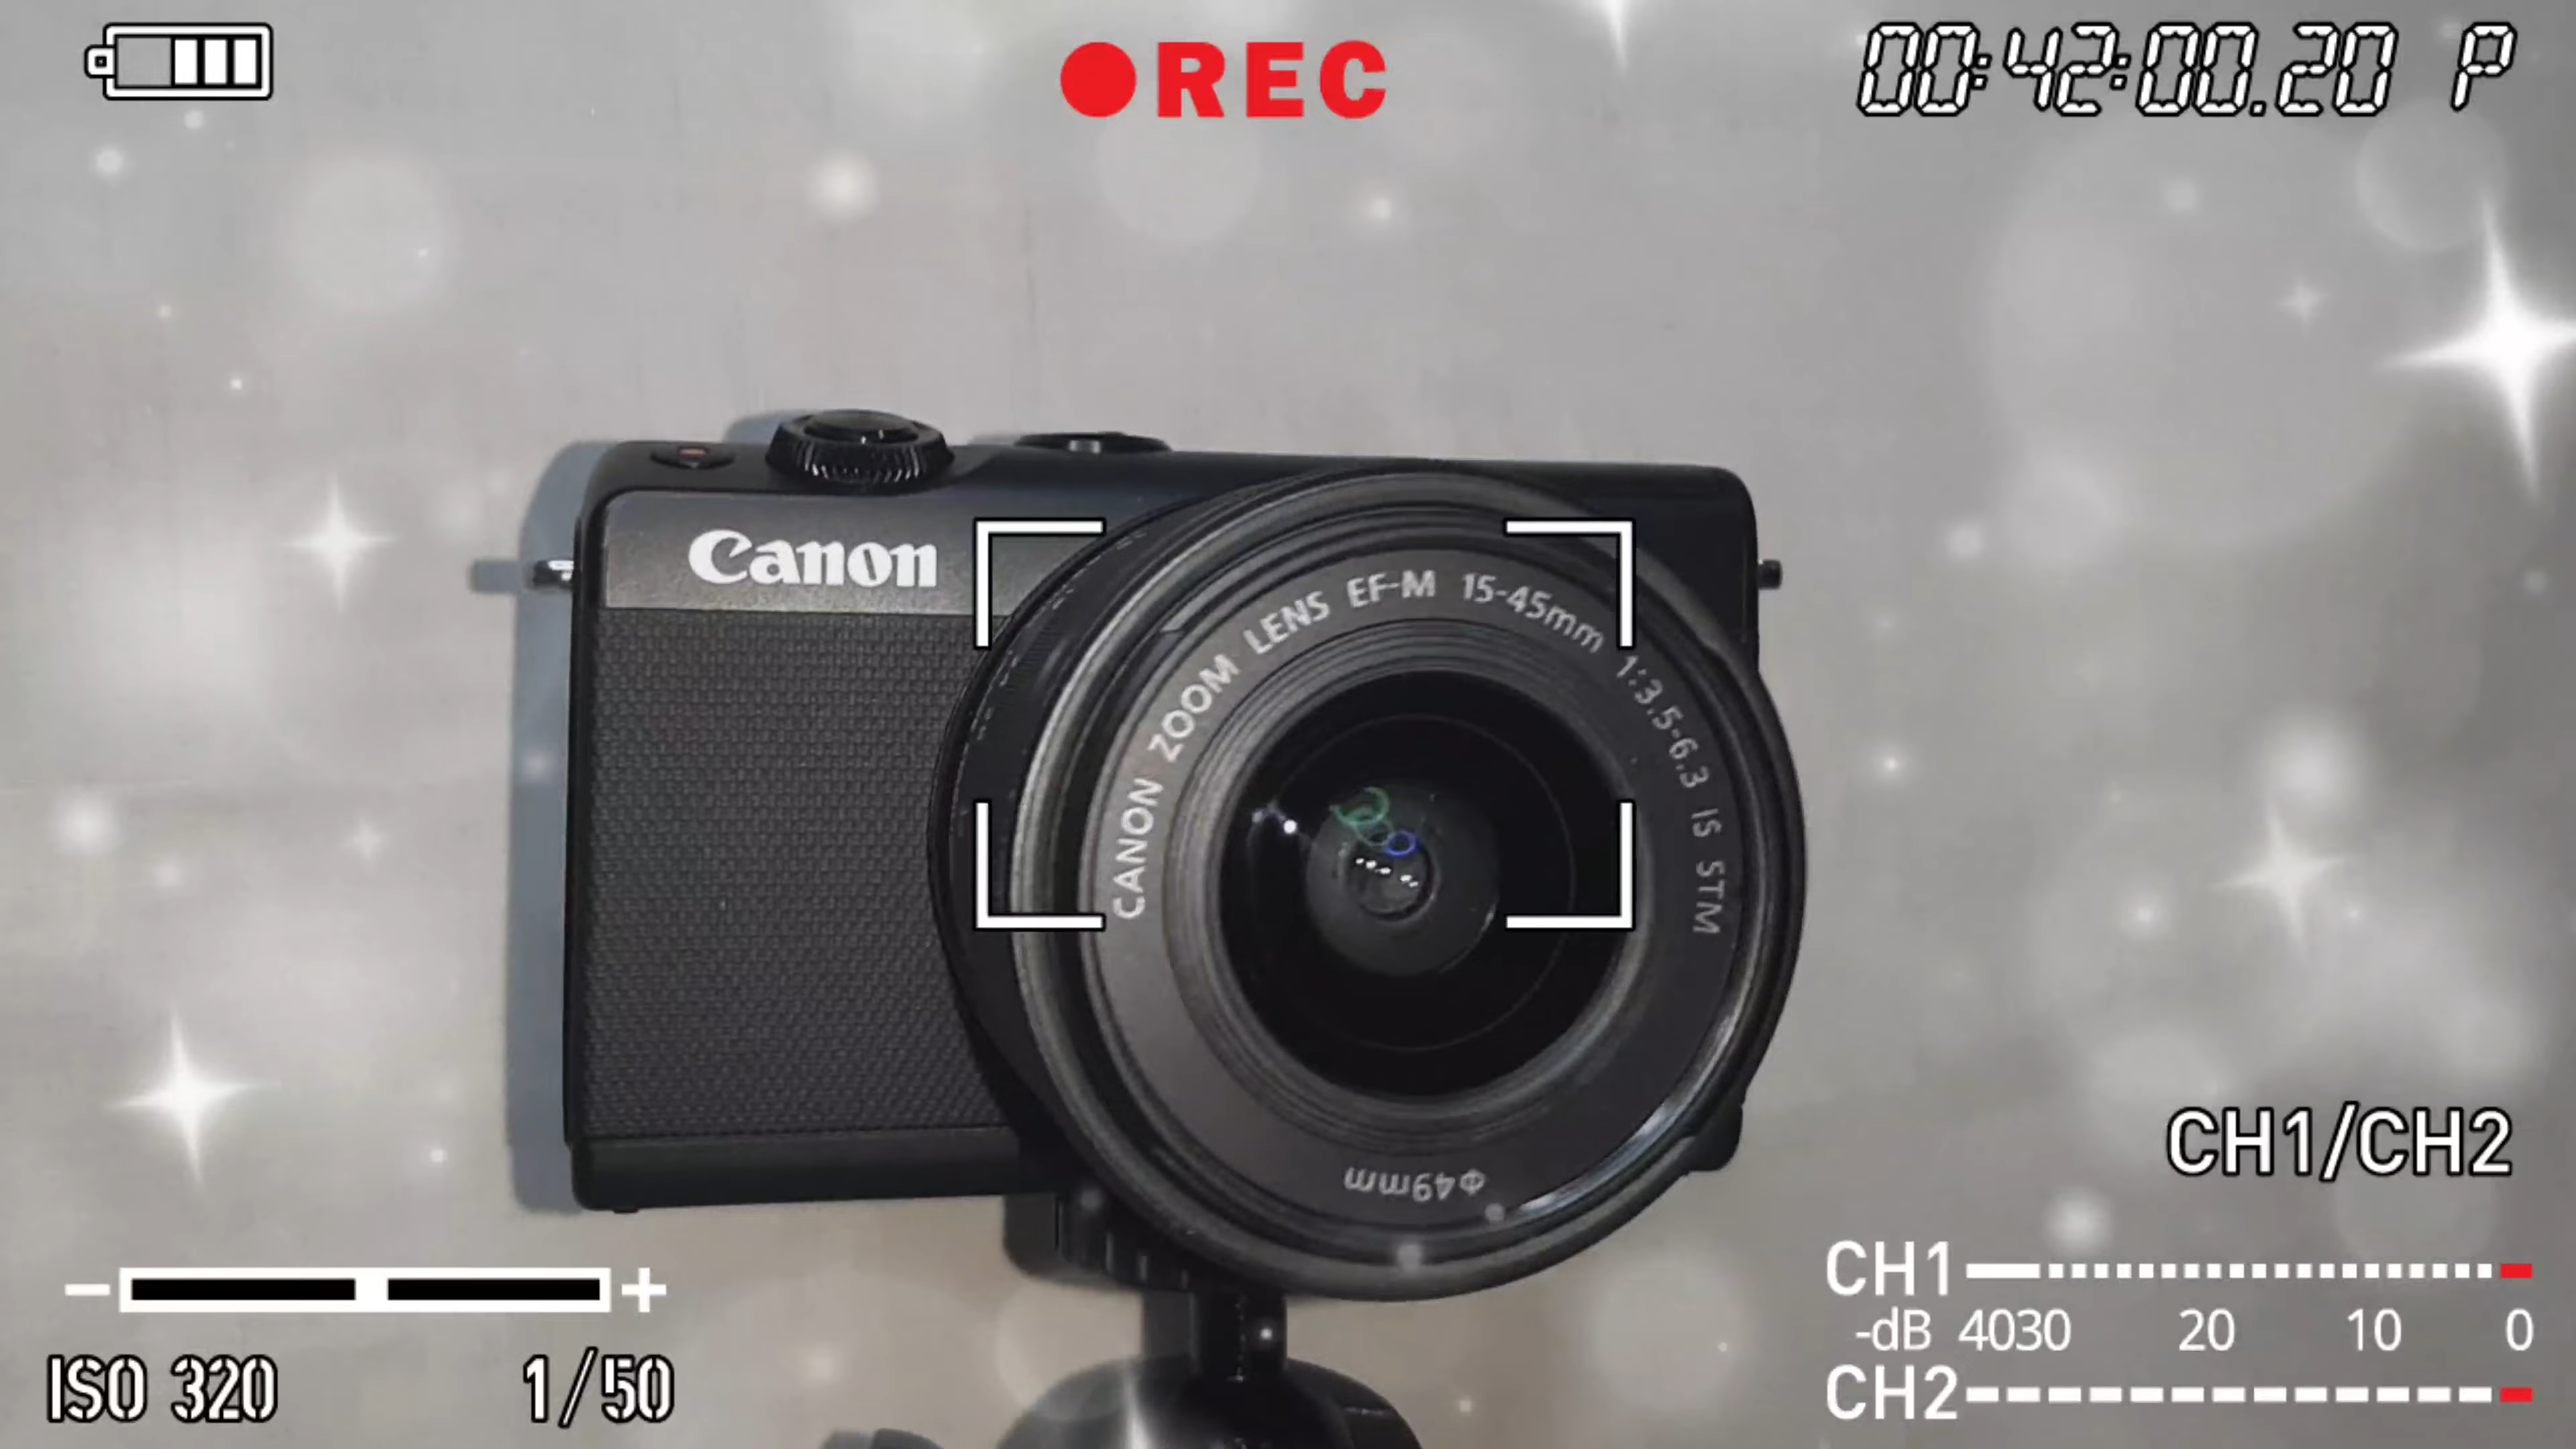 REC
00:42:00.20 P
Canon
CANON ZOOM LENS EF-M 15-45mm 1:3.5-6.3 IS STM
Φ49mm
CH1/CH2
CH1
-dB 4030 20 10 0
CH2
- +
ISO 320 1/50